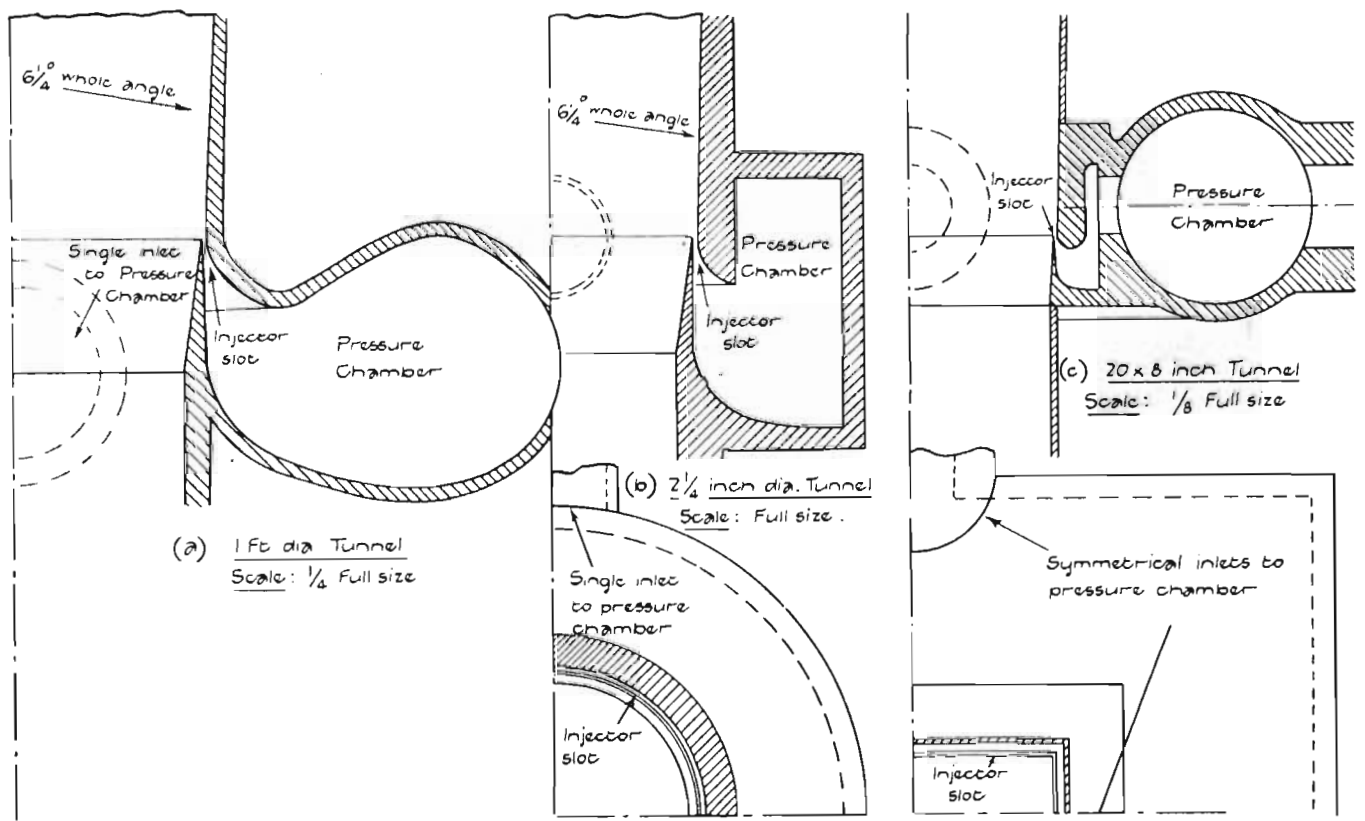 6¼° whole angle
Single inlet
to Pressure
Chamber
Injector
slot
Pressure
Chamber
(a) 1 Ft dia Tunnel
Scale: ¼ Full size
6¼° whole angle
Pressure
Chamber
Injector
slot
(b) 2¼ inch dia. Tunnel
Scale: Full size.
Single inlet
to pressure
chamber
Injector
slot
Injector
slot
Pressure
Chamber
(c) 20 x 8 inch Tunnel
Scale: 1/8 Full size
Symmetrical inlets to
pressure chamber
Injector
slot